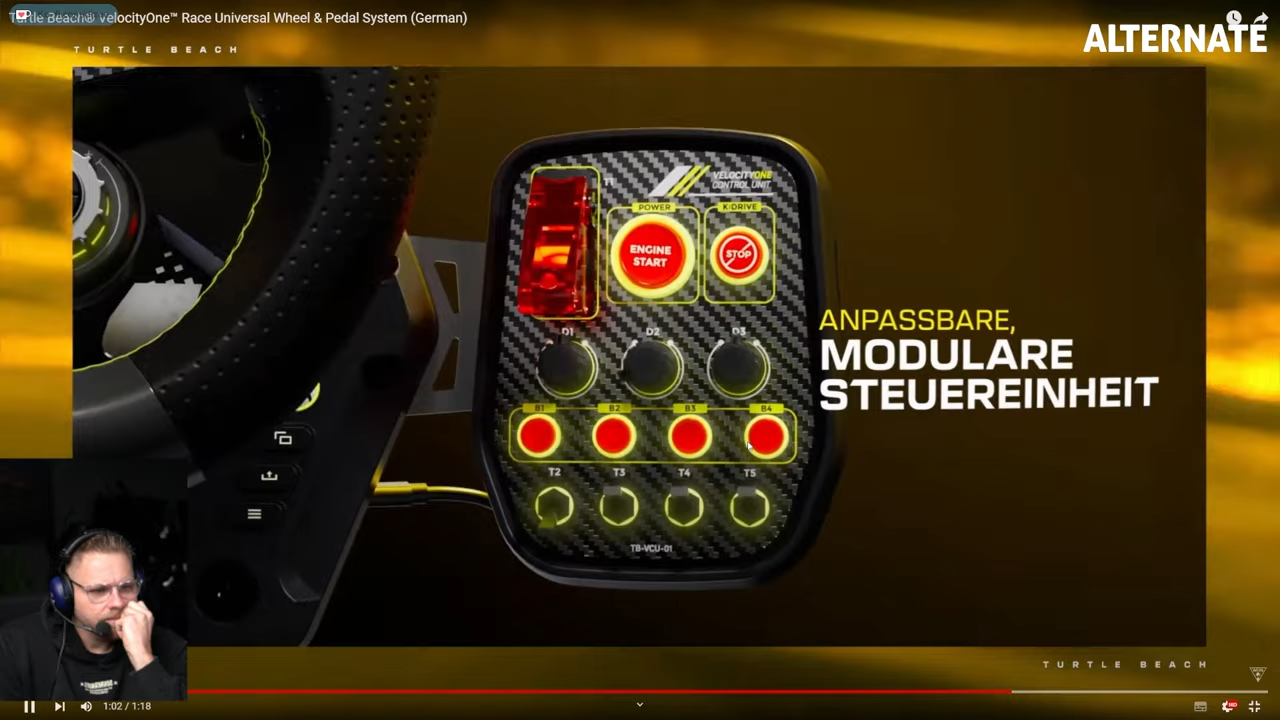 Turtle Beach® VelocityOne™ Race Universal Wheel & Pedal System (German)
ALTERNATE
TURTLE BEACH
T1
VELOCITYONE
CONTROL UNIT
POWER
K:DRIVE
ENGINE
START
STOP
D1 D2 D3
ANPASSBARE,
MODULARE
STEUEREINHEIT
B1 B2 B3 B4
T2 T3 T4 T5
TB-VCU-01
TURTLE BEACH
1:02 / 1:18
HD